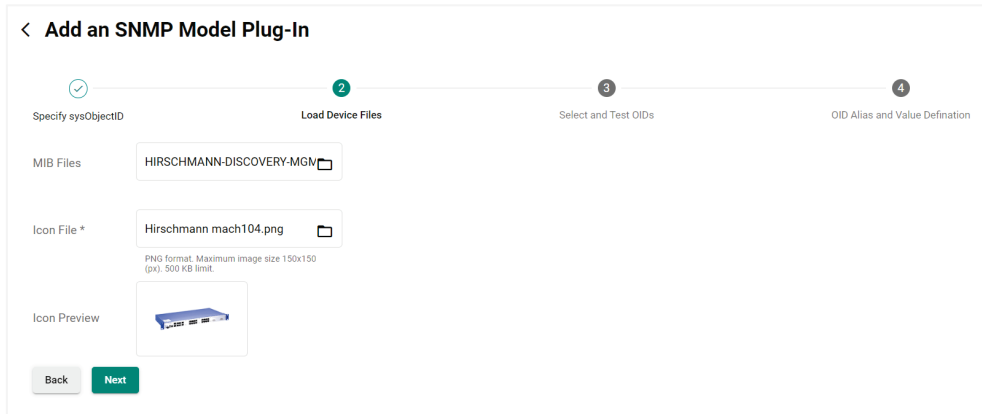 Add an SNMP Model Plug-In
2
3
4
Specify sysObjectID
Load Device Files
Select and Test OIDs
OID Alias and Value Defination
MIB Files
HIRSCHMANN-DISCOVERY-MGM
Icon File *
Hirschmann mach104.png
PNG format. Maximum image size 150x150
(px). 500 KB limit.
Icon Preview
Back
Next